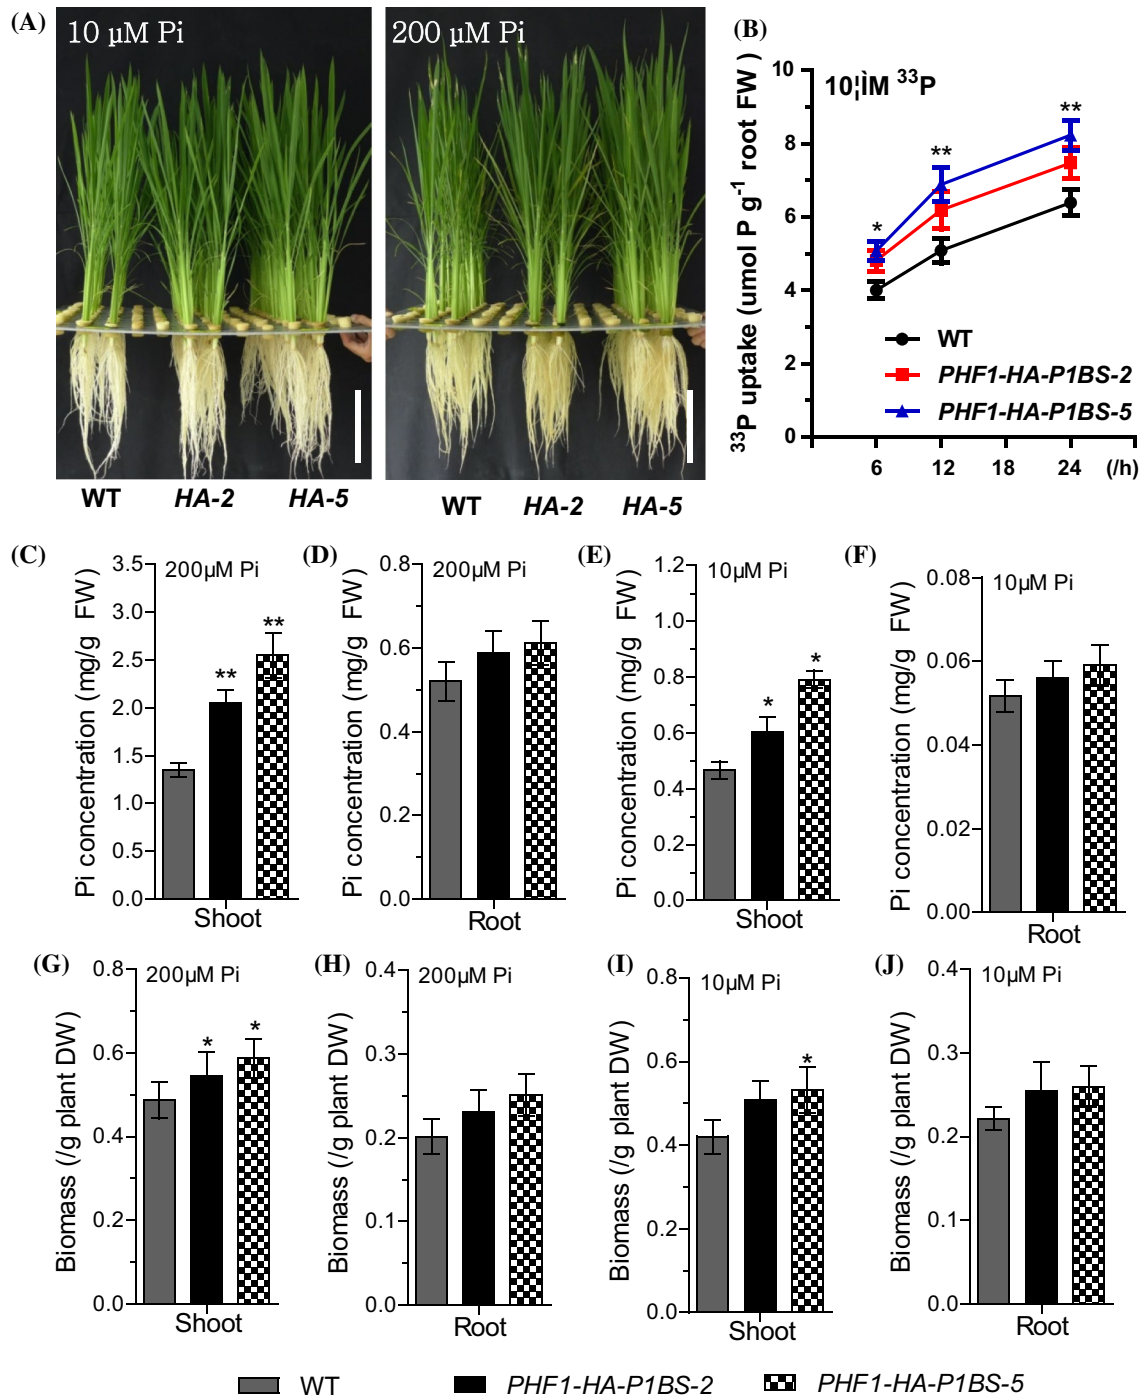 (A)
10 µM Pi
200 µM Pi
WT HA-2 HA-5
WT HA-2 HA-5
(B)
10¦ÌM ³³P
³³P uptake (umol P g⁻¹ root FW)
10
8
6
4
2
0
* ** **
WT
PHF1-HA-P1BS-2
PHF1-HA-P1BS-5
6 12 18 24 (/h)
(C)
200µM Pi
Pi concentration (mg/g FW)
3.5
3.0
2.5
2.0
1.5
1.0
0.5
0.0
** **
Shoot
(D)
200µM Pi
Pi concentration (mg/g FW)
0.8
0.6
0.4
0.2
0.0
Root
(E)
10µM Pi
Pi concentration (mg/g FW)
1.2
1.0
0.8
0.6
0.4
0.2
0.0
* *
Shoot
(F)
10µM Pi
Pi concentration (mg/g FW)
0.08
0.06
0.04
0.02
0.00
Root
(G)
200µM Pi
Biomass (/g plant DW)
0.8
0.6
0.4
0.2
0.0
* *
Shoot
(H)
200µM Pi
Biomass (/g plant DW)
0.4
0.3
0.2
0.1
0.0
Root
(I)
10µM Pi
Biomass (/g plant DW)
0.8
0.6
0.4
0.2
0.0
*
Shoot
(J)
10µM Pi
Biomass (/g plant DW)
0.4
0.3
0.2
0.1
0.0
Root
WT PHF1-HA-P1BS-2 PHF1-HA-P1BS-5